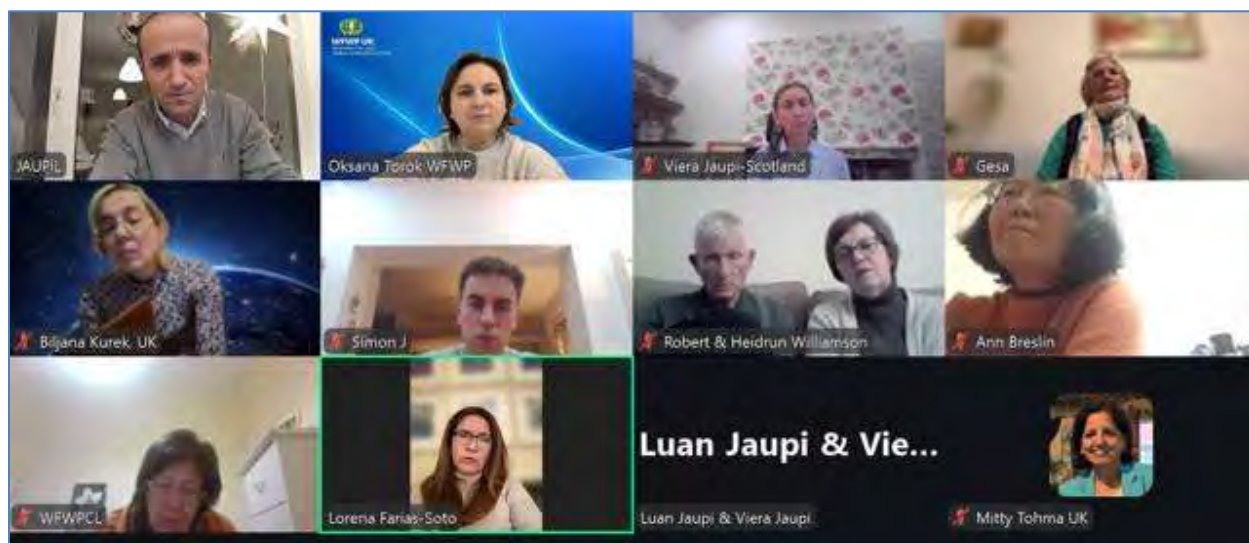 WFWP UK
JAUPiL
Oksana Torok WFWP
Viera Jaupi-Scotland
Gesa
Biljana Kurek, UK
Simon J
Robert & Heidrun Williamson
Ann Breslin
WFWPCL
Lorena Farias-Soto
Luan Jaupi & Vie...
Luan Jaupi & Viera Jaupi
Mitty Tohma UK